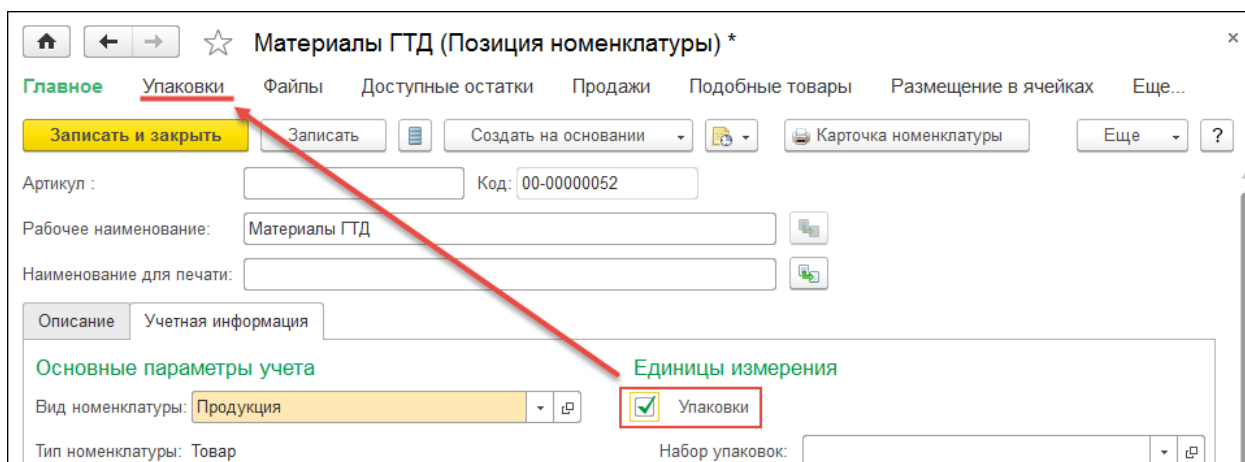 Материалы ГТД (Позиция номенклатуры) * ×
Главное Упаковки Файлы Доступные остатки Продажи Подобные товары Размещение в ячейках Еще...
Записать и закрыть Записать Создать на основании Карточка номенклатуры Еще ?
Артикул : Код: 00-00000052
Рабочее наименование: Материалы ГТД
Наименование для печати:
Описание Учетная информация
Основные параметры учета Единицы измерения
Вид номенклатуры: Продукция Упаковки
Тип номенклатуры: Товар Набор упаковок: